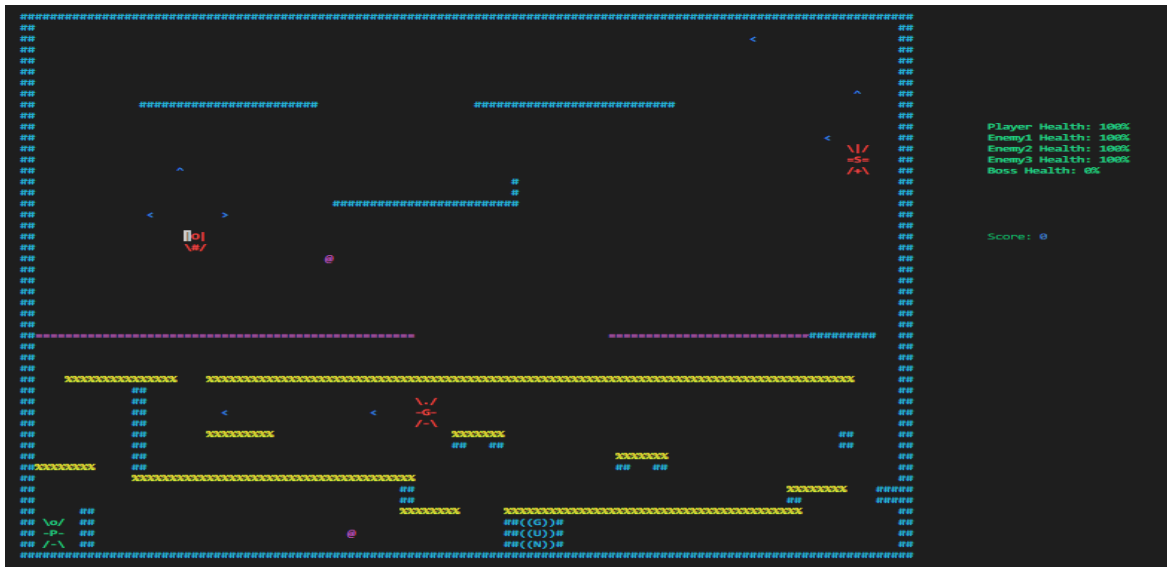 Player Health: 100%
Enemy1 Health: 100%
Enemy2 Health: 100%
Enemy3 Health: 100%
Boss Health: 0%
Score: 0
\|/
=S=
/+\
|o|
\#/
\./
-G-
/-\
\o/
-P-
/-\
##((G))#
##((U))#
##((N))#